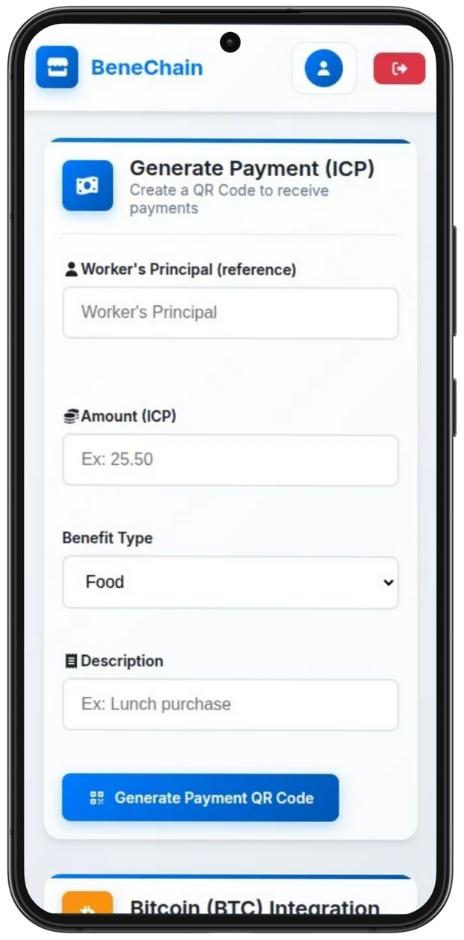 BeneChain
Generate Payment (ICP)
Create a QR Code to receive
payments
Worker's Principal (reference)
Worker's Principal
Amount (ICP)
Ex: 25.50
Benefit Type
Food
Description
Ex: Lunch purchase
Generate Payment QR Code
Bitcoin (BTC) Integration